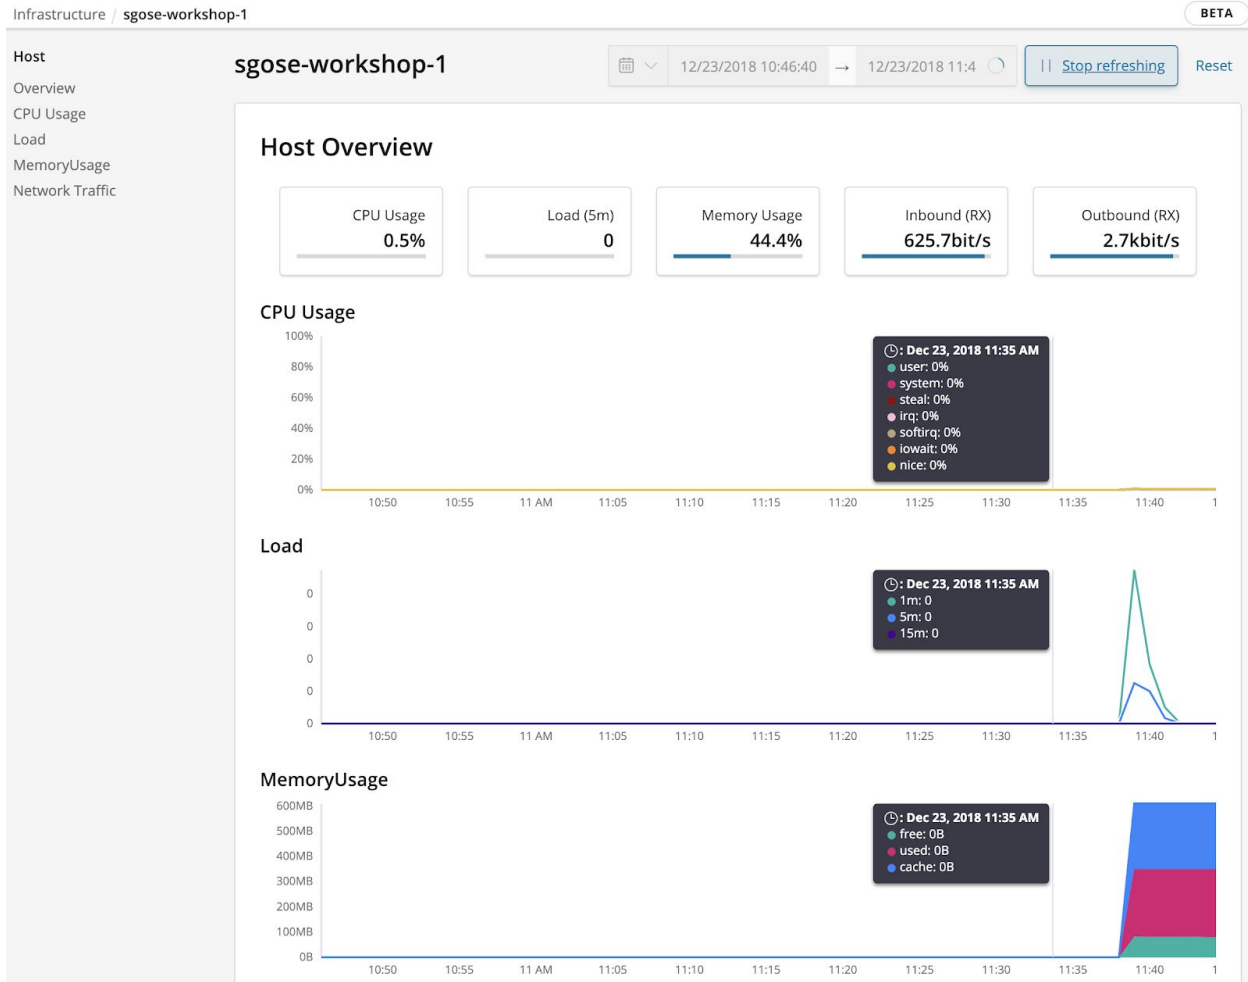 Infrastructure / sgose-workshop-1
BETA
Host
Overview
CPU Usage
Load
MemoryUsage
Network Traffic
sgose-workshop-1
12/23/2018 10:46:40 → 12/23/2018 11:4
Stop refreshing
Reset
Host Overview
CPU Usage
0.5%
Load (5m)
0
Memory Usage
44.4%
Inbound (RX)
625.7bit/s
Outbound (RX)
2.7kbit/s
CPU Usage
100%
80%
60%
40%
20%
0%
: Dec 23, 2018 11:35 AM
user: 0%
system: 0%
steal: 0%
irq: 0%
softirq: 0%
iowait: 0%
nice: 0%
10:50 10:55 11 AM 11:05 11:10 11:15 11:20 11:25 11:30 11:35 11:40 1
Load
0
0
0
0
0
: Dec 23, 2018 11:35 AM
1m: 0
5m: 0
15m: 0
10:50 10:55 11 AM 11:05 11:10 11:15 11:20 11:25 11:30 11:35 11:40 1
MemoryUsage
600MB
500MB
400MB
300MB
200MB
100MB
0B
: Dec 23, 2018 11:35 AM
free: 0B
used: 0B
cache: 0B
10:50 10:55 11 AM 11:05 11:10 11:15 11:20 11:25 11:30 11:35 11:40 1